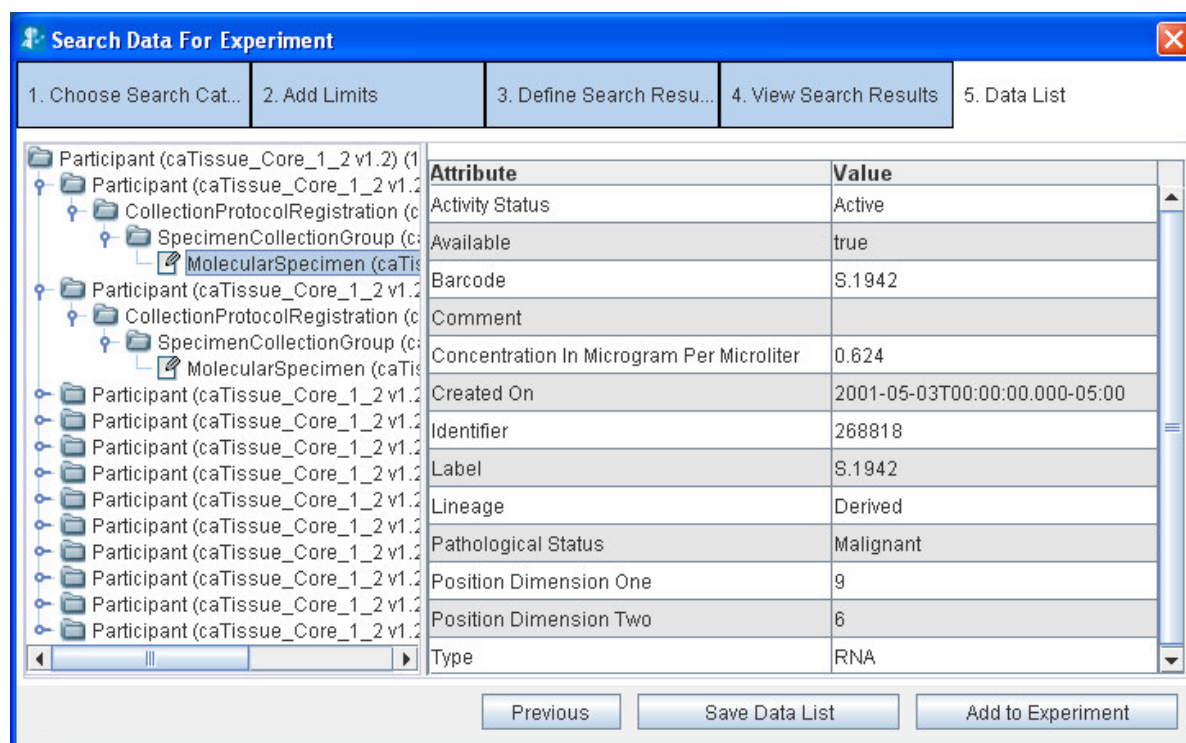 Search Data For Experiment
1. Choose Search Cat... 2. Add Limits 3. Define Search Resu... 4. View Search Results 5. Data List
Participant (caTissue_Core_1_2 v1.2) (1
Participant (caTissue_Core_1_2 v1.2
CollectionProtocolRegistration (c
SpecimenCollectionGroup (ca
MolecularSpecimen (caTis
Participant (caTissue_Core_1_2 v1.2
CollectionProtocolRegistration (c
SpecimenCollectionGroup (ca
MolecularSpecimen (caTis
Participant (caTissue_Core_1_2 v1.2
Participant (caTissue_Core_1_2 v1.2
Participant (caTissue_Core_1_2 v1.2
Participant (caTissue_Core_1_2 v1.2
Participant (caTissue_Core_1_2 v1.2
Participant (caTissue_Core_1_2 v1.2
Participant (caTissue_Core_1_2 v1.2
Participant (caTissue_Core_1_2 v1.2
Participant (caTissue_Core_1_2 v1.2
Participant (caTissue_Core_1_2 v1.2
Attribute Value
Activity Status Active
Available true
Barcode S.1942
Comment
Concentration In Microgram Per Microliter 0.624
Created On 2001-05-03T00:00:00.000-05:00
Identifier 268818
Label S.1942
Lineage Derived
Pathological Status Malignant
Position Dimension One 9
Position Dimension Two 6
Type RNA
Previous Save Data List Add to Experiment